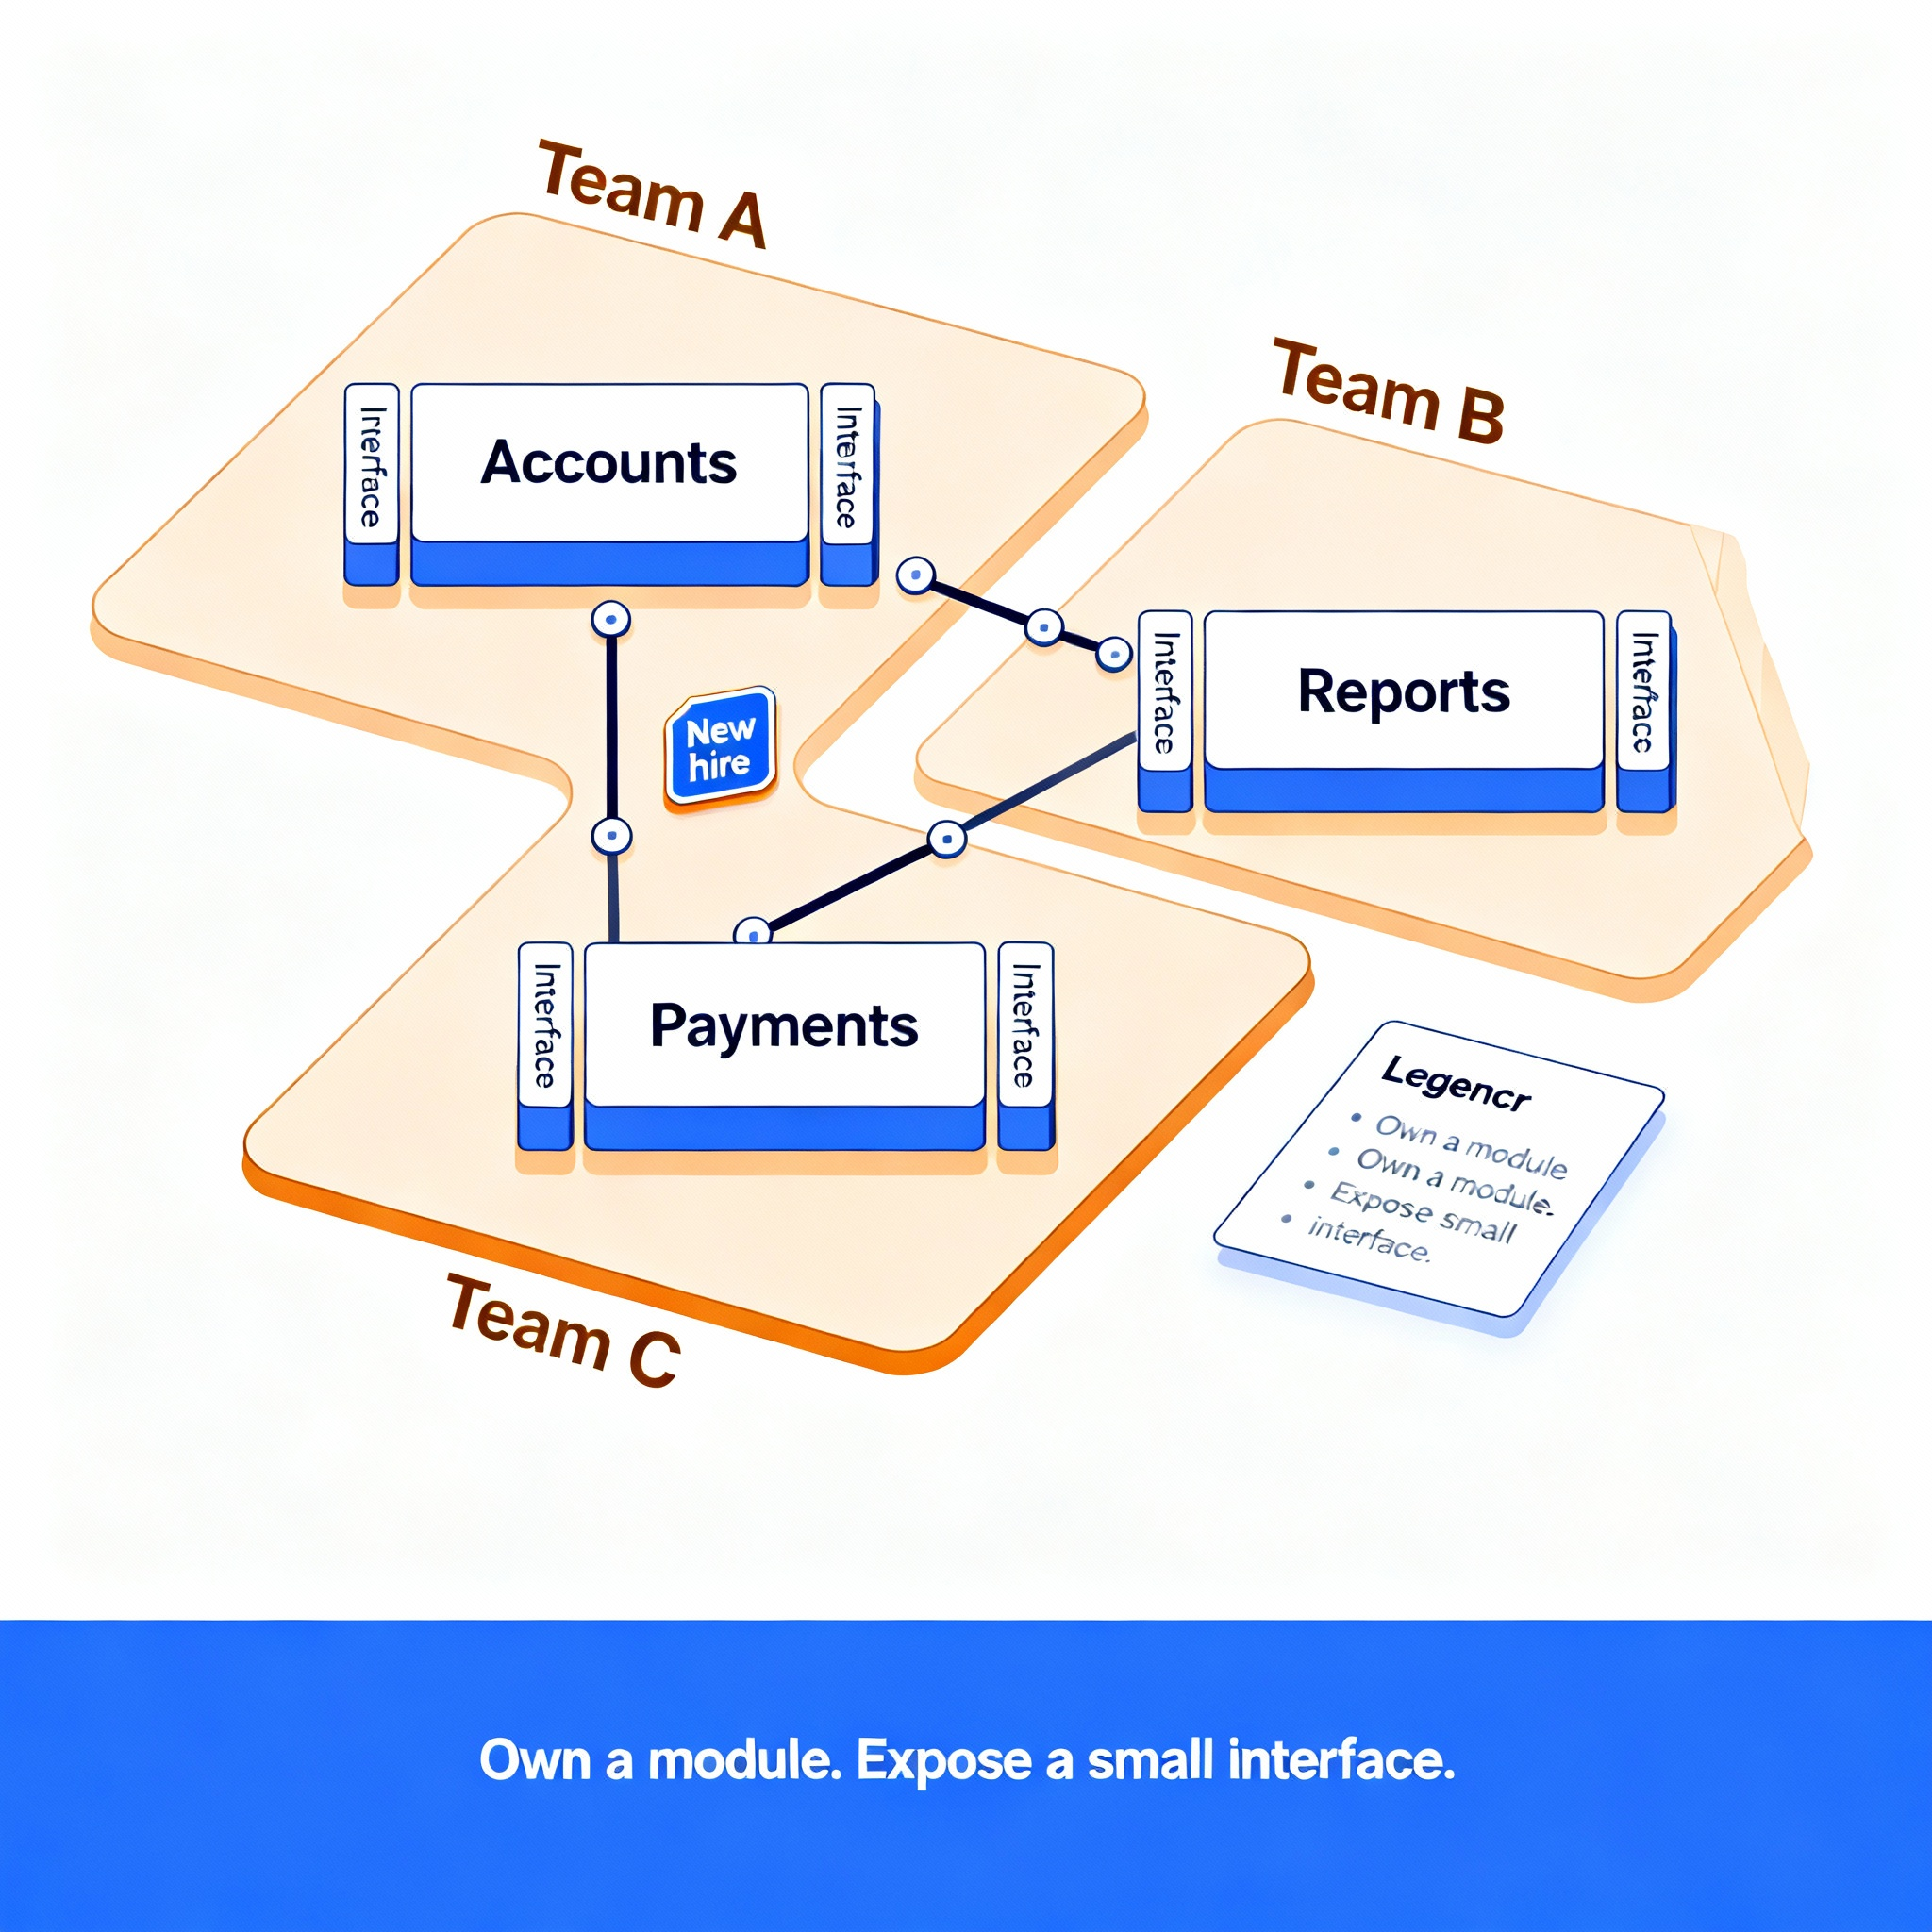 Team A
Team B
Interface
Accounts
Interface
Interface
Reports
Interface
New
hire
Interface
Payments
Interface
Team C
Legencr
• Own a module
• Own a module.
• Expose small
• interface.
Own a module. Expose a small interface.